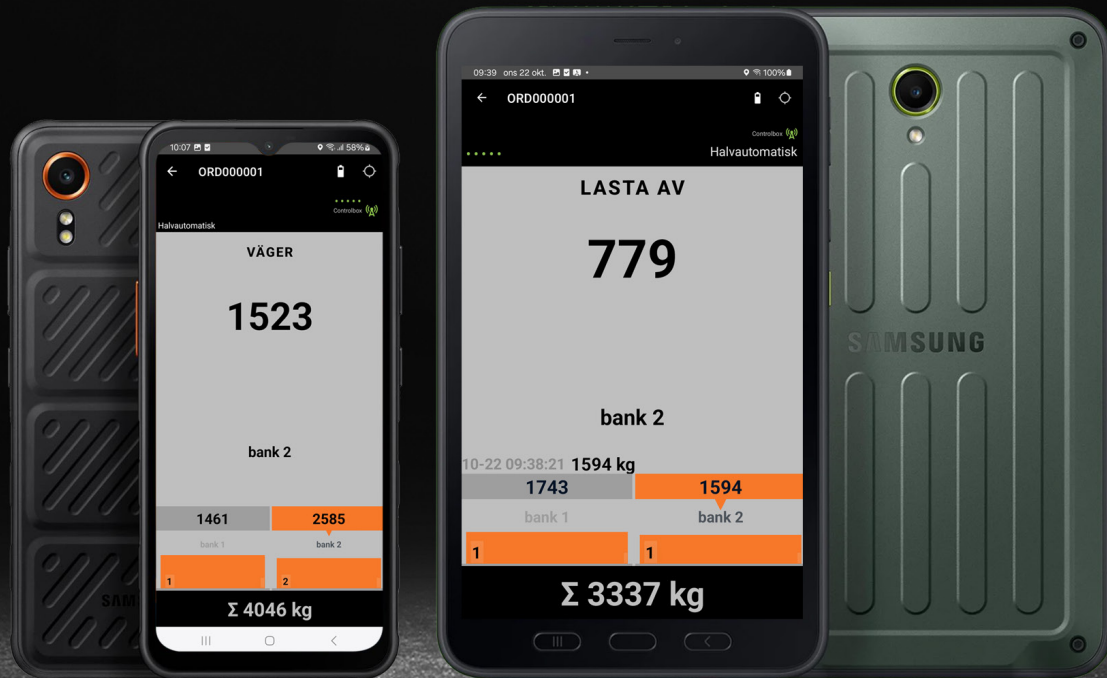 10:07
58%
ORD000001
Controlbox
Halvautomatisk
VÄGER
1523
bank 2
1461 2585
bank 1 bank 2
1 2
Σ 4046 kg
09:39 ons 22 okt.
100%
ORD000001
Controlbox
Halvautomatisk
LASTA AV
779
bank 2
10-22 09:38:21 1594 kg
1743 1594
bank 1 bank 2
1 1
Σ 3337 kg
SAMSUNG